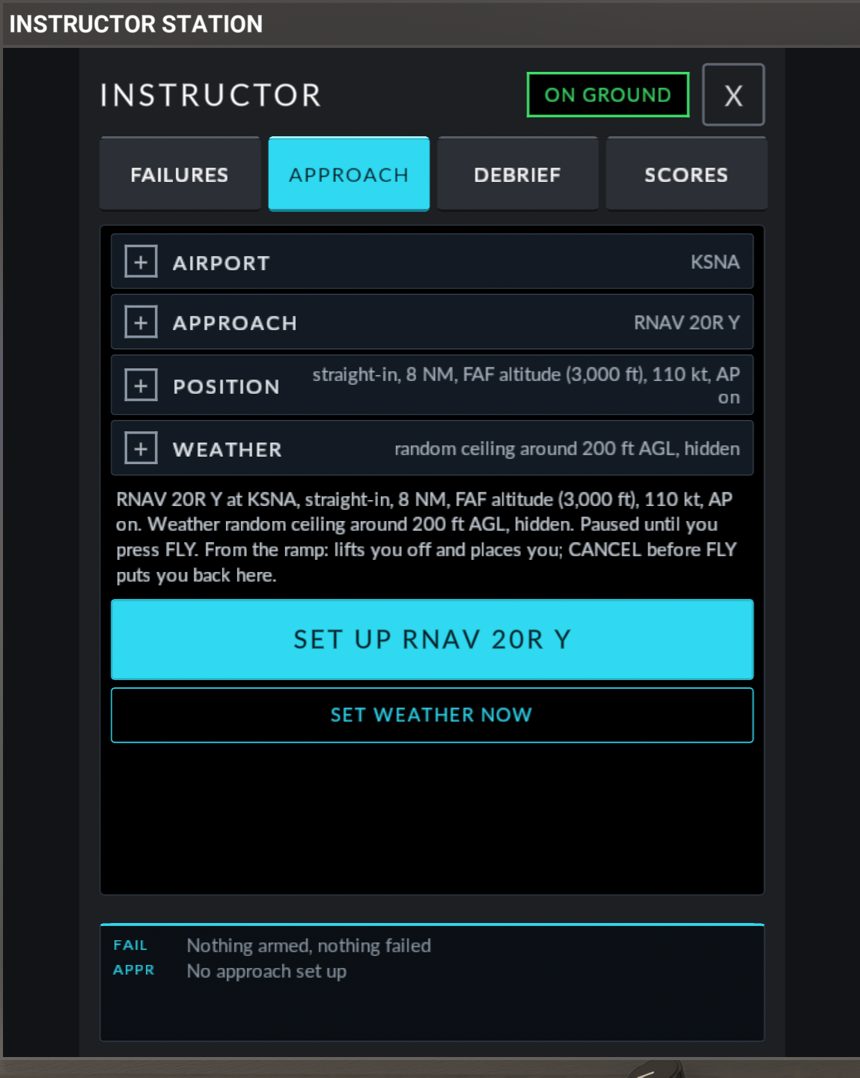 INSTRUCTOR STATION
INSTRUCTOR
ON GROUND
X
FAILURES
APPROACH
DEBRIEF
SCORES
+ AIRPORT KSNA
+ APPROACH RNAV 20R Y
+ POSITION straight-in, 8 NM, FAF altitude (3,000 ft), 110 kt, AP
on
+ WEATHER random ceiling around 200 ft AGL, hidden
RNAV 20R Y at KSNA, straight-in, 8 NM, FAF altitude (3,000 ft), 110 kt, AP
on. Weather random ceiling around 200 ft AGL, hidden. Paused until you
press FLY. From the ramp: lifts you off and places you; CANCEL before FLY
puts you back here.
SET UP RNAV 20R Y
SET WEATHER NOW
FAIL Nothing armed, nothing failed
APPR No approach set up